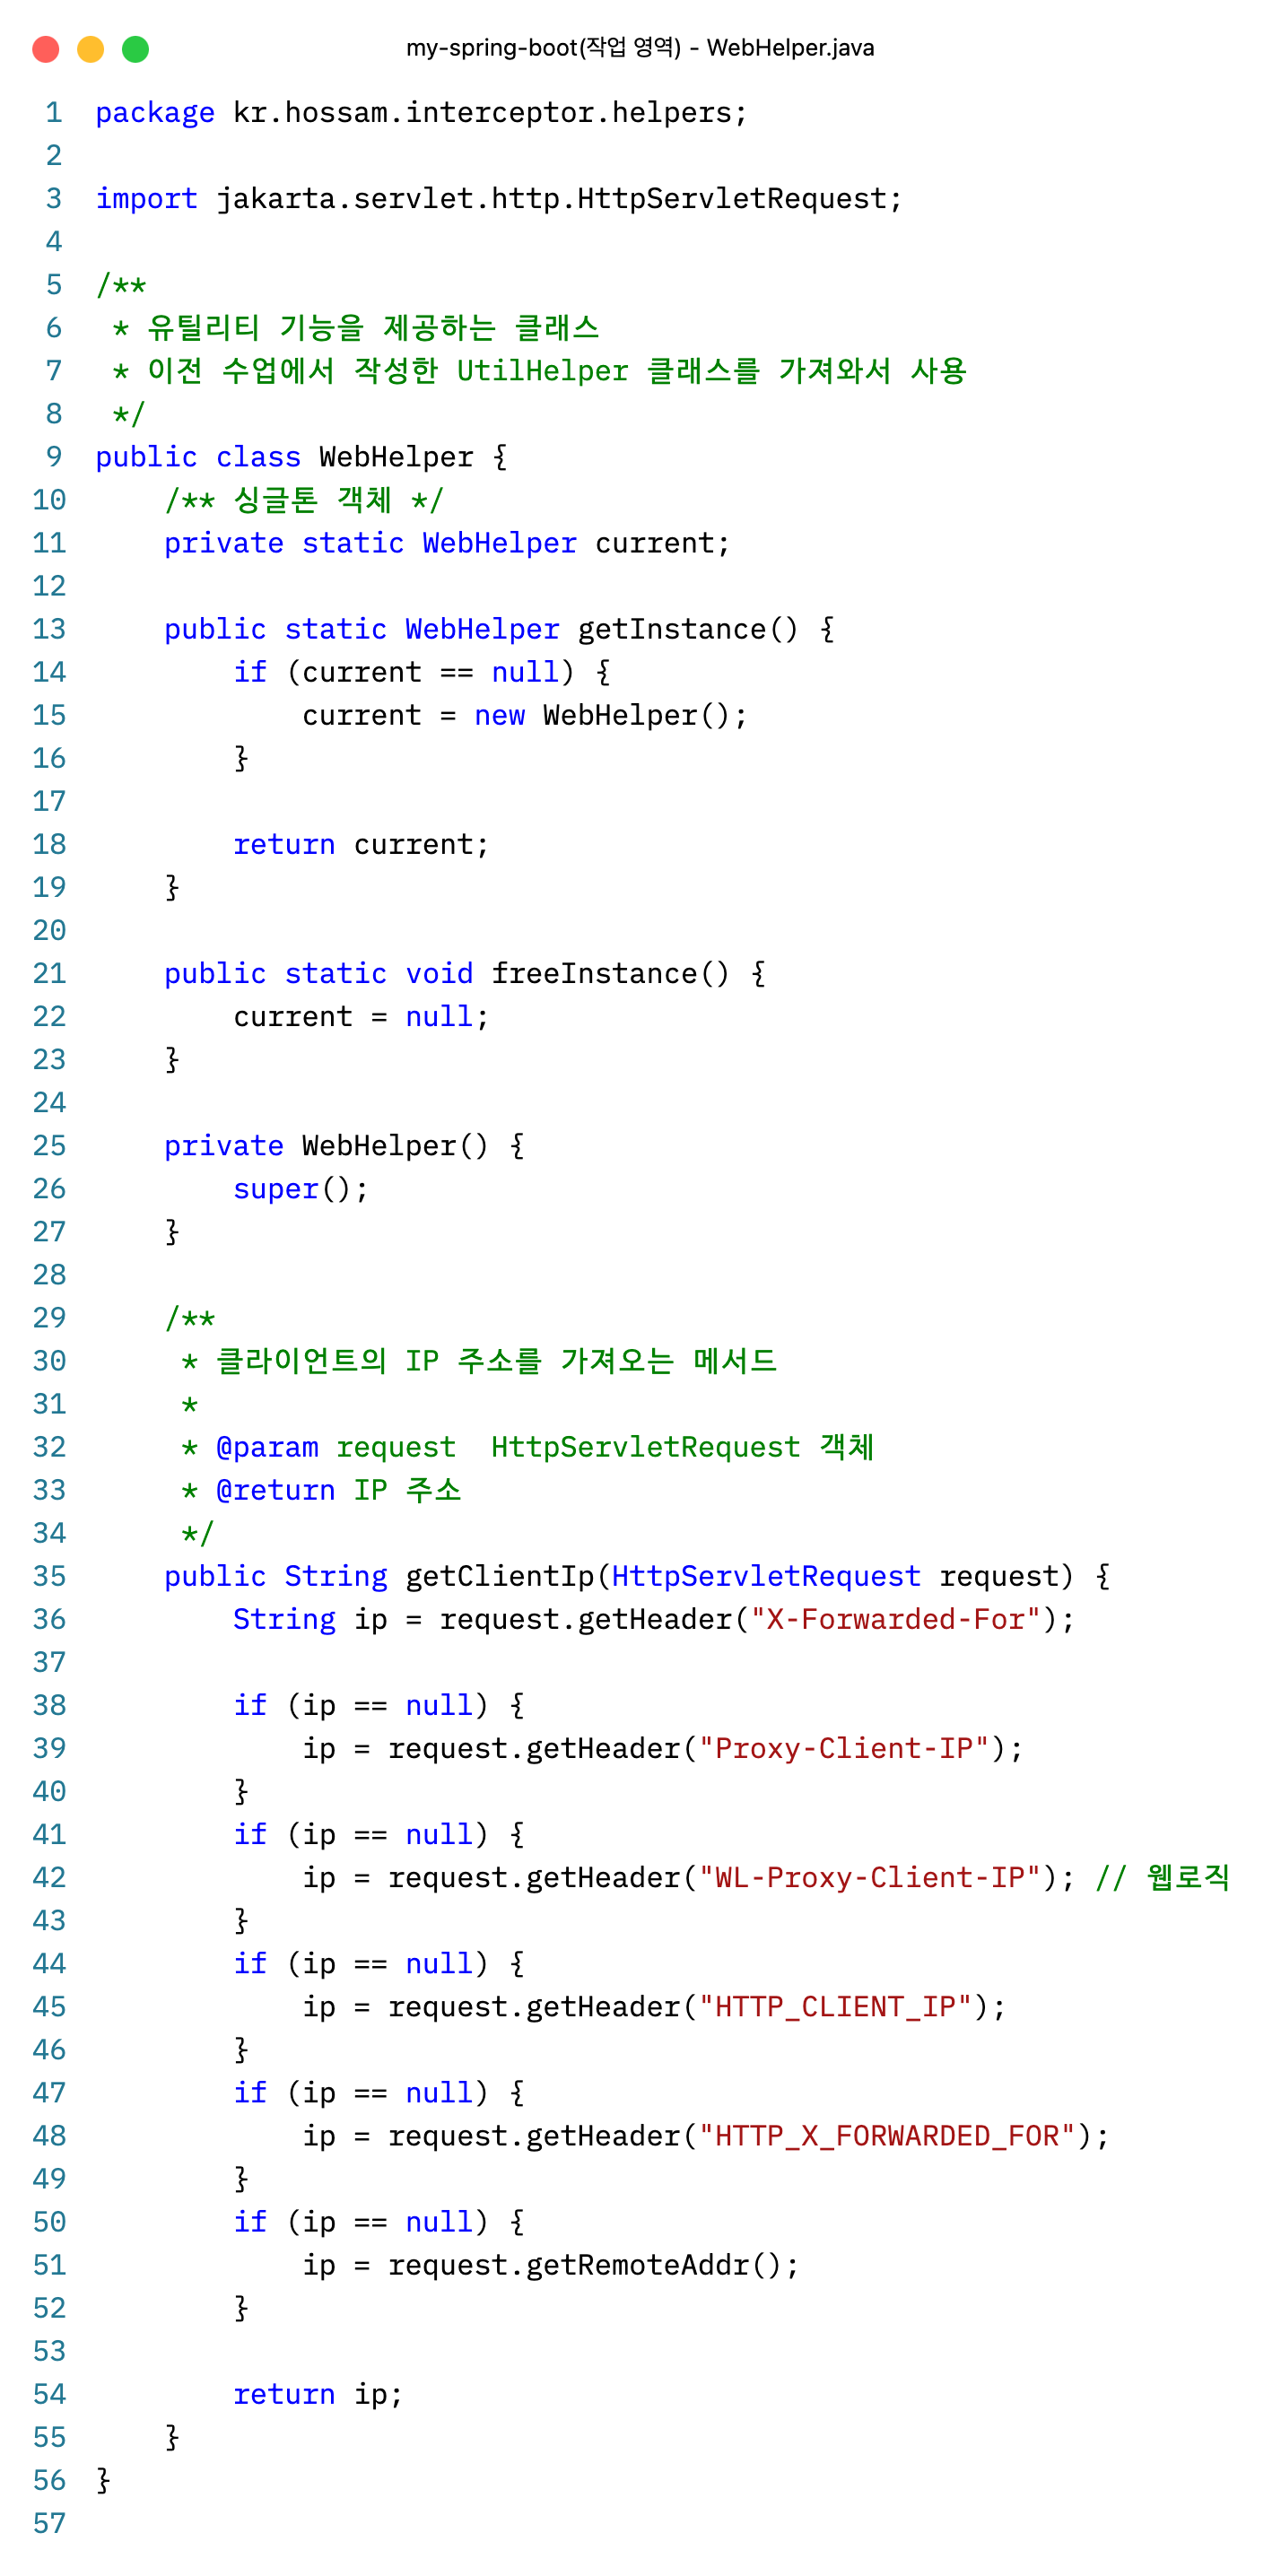 my-spring-boot(작업 영역) - WebHelper.java
1 package kr.hossam.interceptor.helpers;
2
3 import jakarta.servlet.http.HttpServletRequest;
4
5 /**
6  * 유틸리티 기능을 제공하는 클래스
7  * 이전 수업에서 작성한 UtilHelper 클래스를 가져와서 사용
8  */
9 public class WebHelper {
10     /** 싱글톤 객체 */
11     private static WebHelper current;
12
13     public static WebHelper getInstance() {
14         if (current == null) {
15             current = new WebHelper();
16         }
17
18         return current;
19     }
20
21     public static void freeInstance() {
22         current = null;
23     }
24
25     private WebHelper() {
26         super();
27     }
28
29     /**
30      * 클라이언트의 IP 주소를 가져오는 메서드
31      *
32      * @param request  HttpServletRequest 객체
33      * @return IP 주소
34      */
35     public String getClientIp(HttpServletRequest request) {
36         String ip = request.getHeader("X-Forwarded-For");
37
38         if (ip == null) {
39             ip = request.getHeader("Proxy-Client-IP");
40         }
41         if (ip == null) {
42             ip = request.getHeader("WL-Proxy-Client-IP"); // 웹로직
43         }
44         if (ip == null) {
45             ip = request.getHeader("HTTP_CLIENT_IP");
46         }
47         if (ip == null) {
48             ip = request.getHeader("HTTP_X_FORWARDED_FOR");
49         }
50         if (ip == null) {
51             ip = request.getRemoteAddr();
52         }
53
54         return ip;
55     }
56 }
57